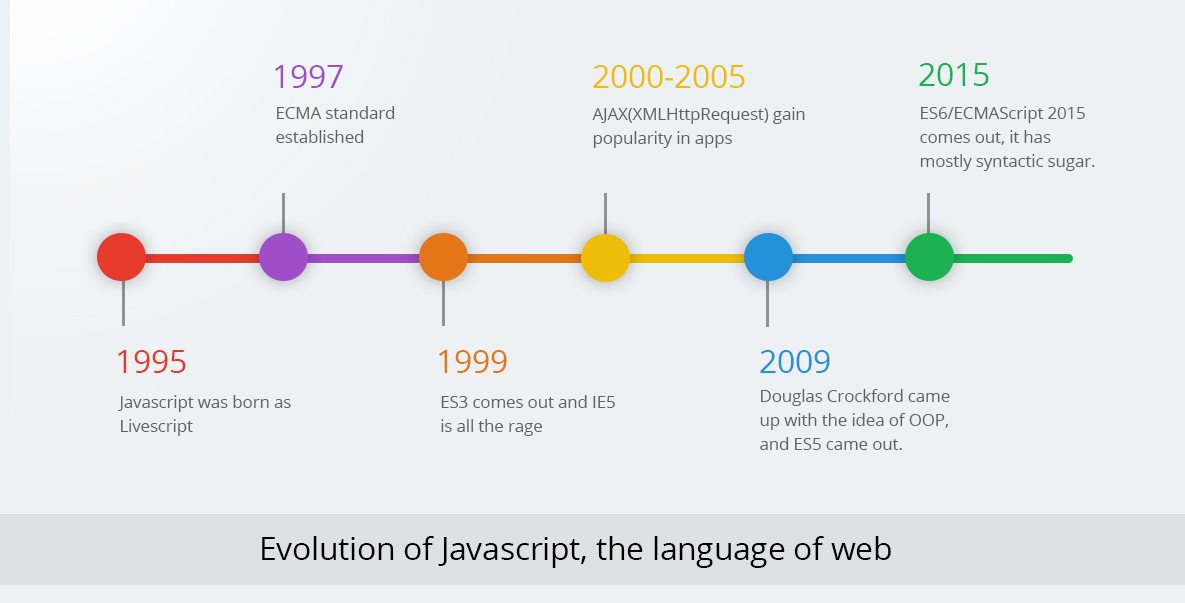 1997
ECMA standard
established
2000-2005
AJAX(XMLHttpRequest) gain
popularity in apps
2015
ES6/ECMAScript 2015
comes out, it has
mostly syntactic sugar.
1995
Javascript was born as
Livescript
1999
ES3 comes out and IE5
is all the rage
2009
Douglas Crockford came
up with the idea of OOP,
and ES5 came out.
Evolution of Javascript, the language of web